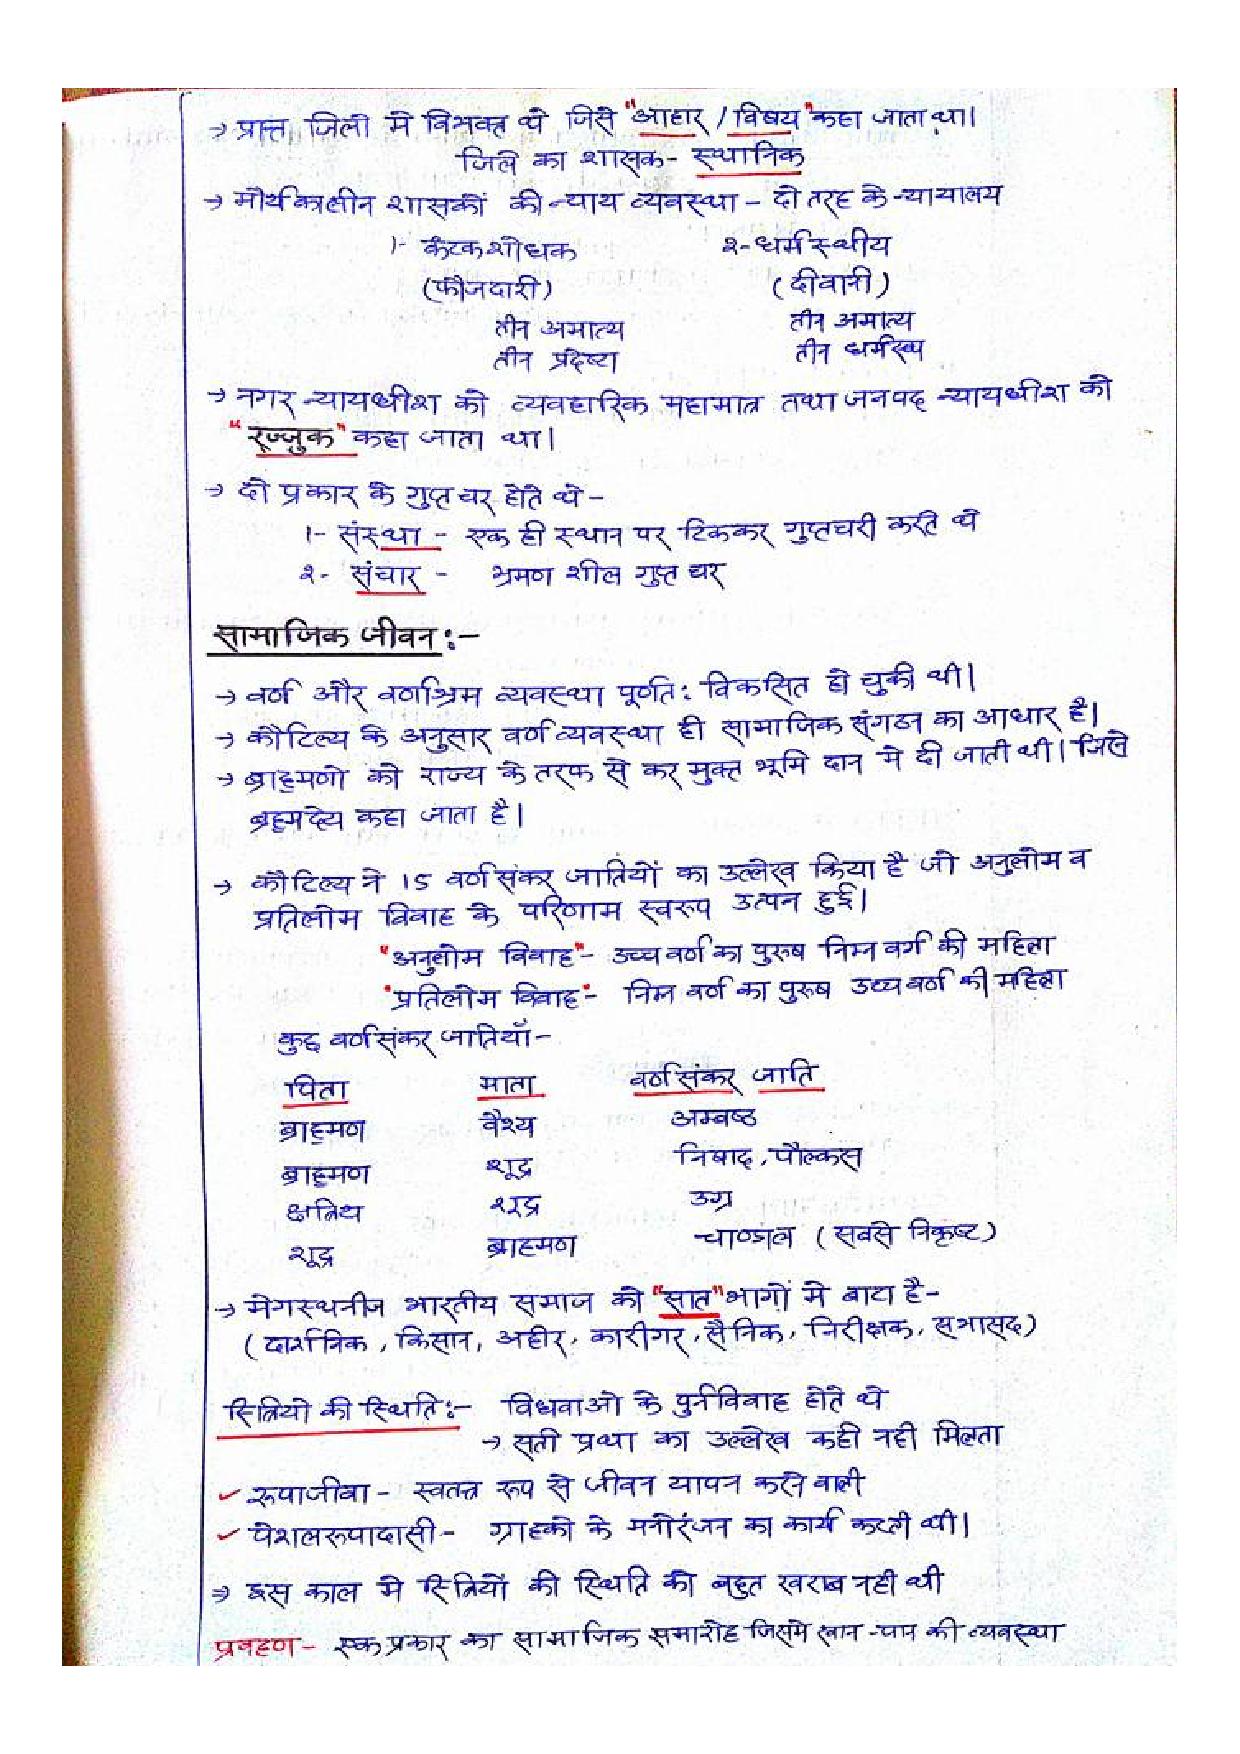 → प्रान्त जिलो मे विभक्त थे जिसे "आहार / विषय" कहा जाता था।
जिले का शासक- स्थानिक
→ मौर्यकालीन शासकों की न्याय व्यवस्था - दो तरह के न्यायालय
1- कंटकशोधक २- धर्मस्थीय
(फौजदारी) (दीवानी)
तीन अमात्य तीन अमात्य
तीन प्रदेष्टा तीन धर्मस्थ
→ नगर न्यायधीश को व्यवहारिक महामात्र तथा जनपद न्यायधीश को
"रज्जुक" कहा जाता था।
→ दो प्रकार के गुप्तचर होते थे -
1- संस्था - एक ही स्थान पर टिककर गुप्तचरी करते थे
२- संचार - भ्रमण शील गुप्तचर
सामाजिक जीवन :-
→ वर्ण और वर्णाश्रम व्यवस्था पूर्णत: विकसित हो चुकी थी।
→ कौटिल्य के अनुसार वर्ण व्यवस्था ही सामाजिक संगठन का आधार है।
→ ब्राह्मणो को राज्य के तरफ से कर मुक्त भूमि दान मे दी जाती थी। जिसे
ब्रह्मदेय कहा जाता है।
→ कौटिल्य ने 15 वर्णसंकर जातियों का उल्लेख किया है जो अनुलोम व
प्रतिलोम विवाह के परिणाम स्वरुप उत्पन हुई।
"अनुलोम विवाह"- उच्च वर्ण का पुरुष निम्न वर्ग की महिला
"प्रतिलोम विवाह"- निम्न वर्ण का पुरुष उच्च वर्ण की महिला
कुछ वर्णसंकर जातियाँ -
पिता माता वर्णसंकर जाति
ब्राह्मण वैश्य अम्बष्ठ
ब्राह्मण शूद्र निषाद, पौल्कस
क्षत्रिय शूद्र उग्र
शूद्र ब्राह्मण चाण्डाल (सबसे निकृष्ट)
→ मेगस्थनीज भारतीय समाज को "सात" भागों मे बाटा है-
(दार्शनिक, किसान, अहीर, कारीगर, सैनिक, निरीक्षक, सभासद)
स्त्रियो की स्थिति :- विधवाओ के पुर्नविवाह होते थे
→ सती प्रथा का उल्लेख कही नही मिलता
✓ रुपाजीवा - स्वतन्त्र रूप से जीवन यापन करने वाली
✓ पेशलरुपादासी - ग्राहको के मनोरंजन का कार्य करती थी।
⇒ इस काल मे स्त्रियों की स्थिति को बहुत खराब नही थी
प्रवहण - एक प्रकार का सामाजिक समारोह जिसमे खान-पान की व्यवस्था